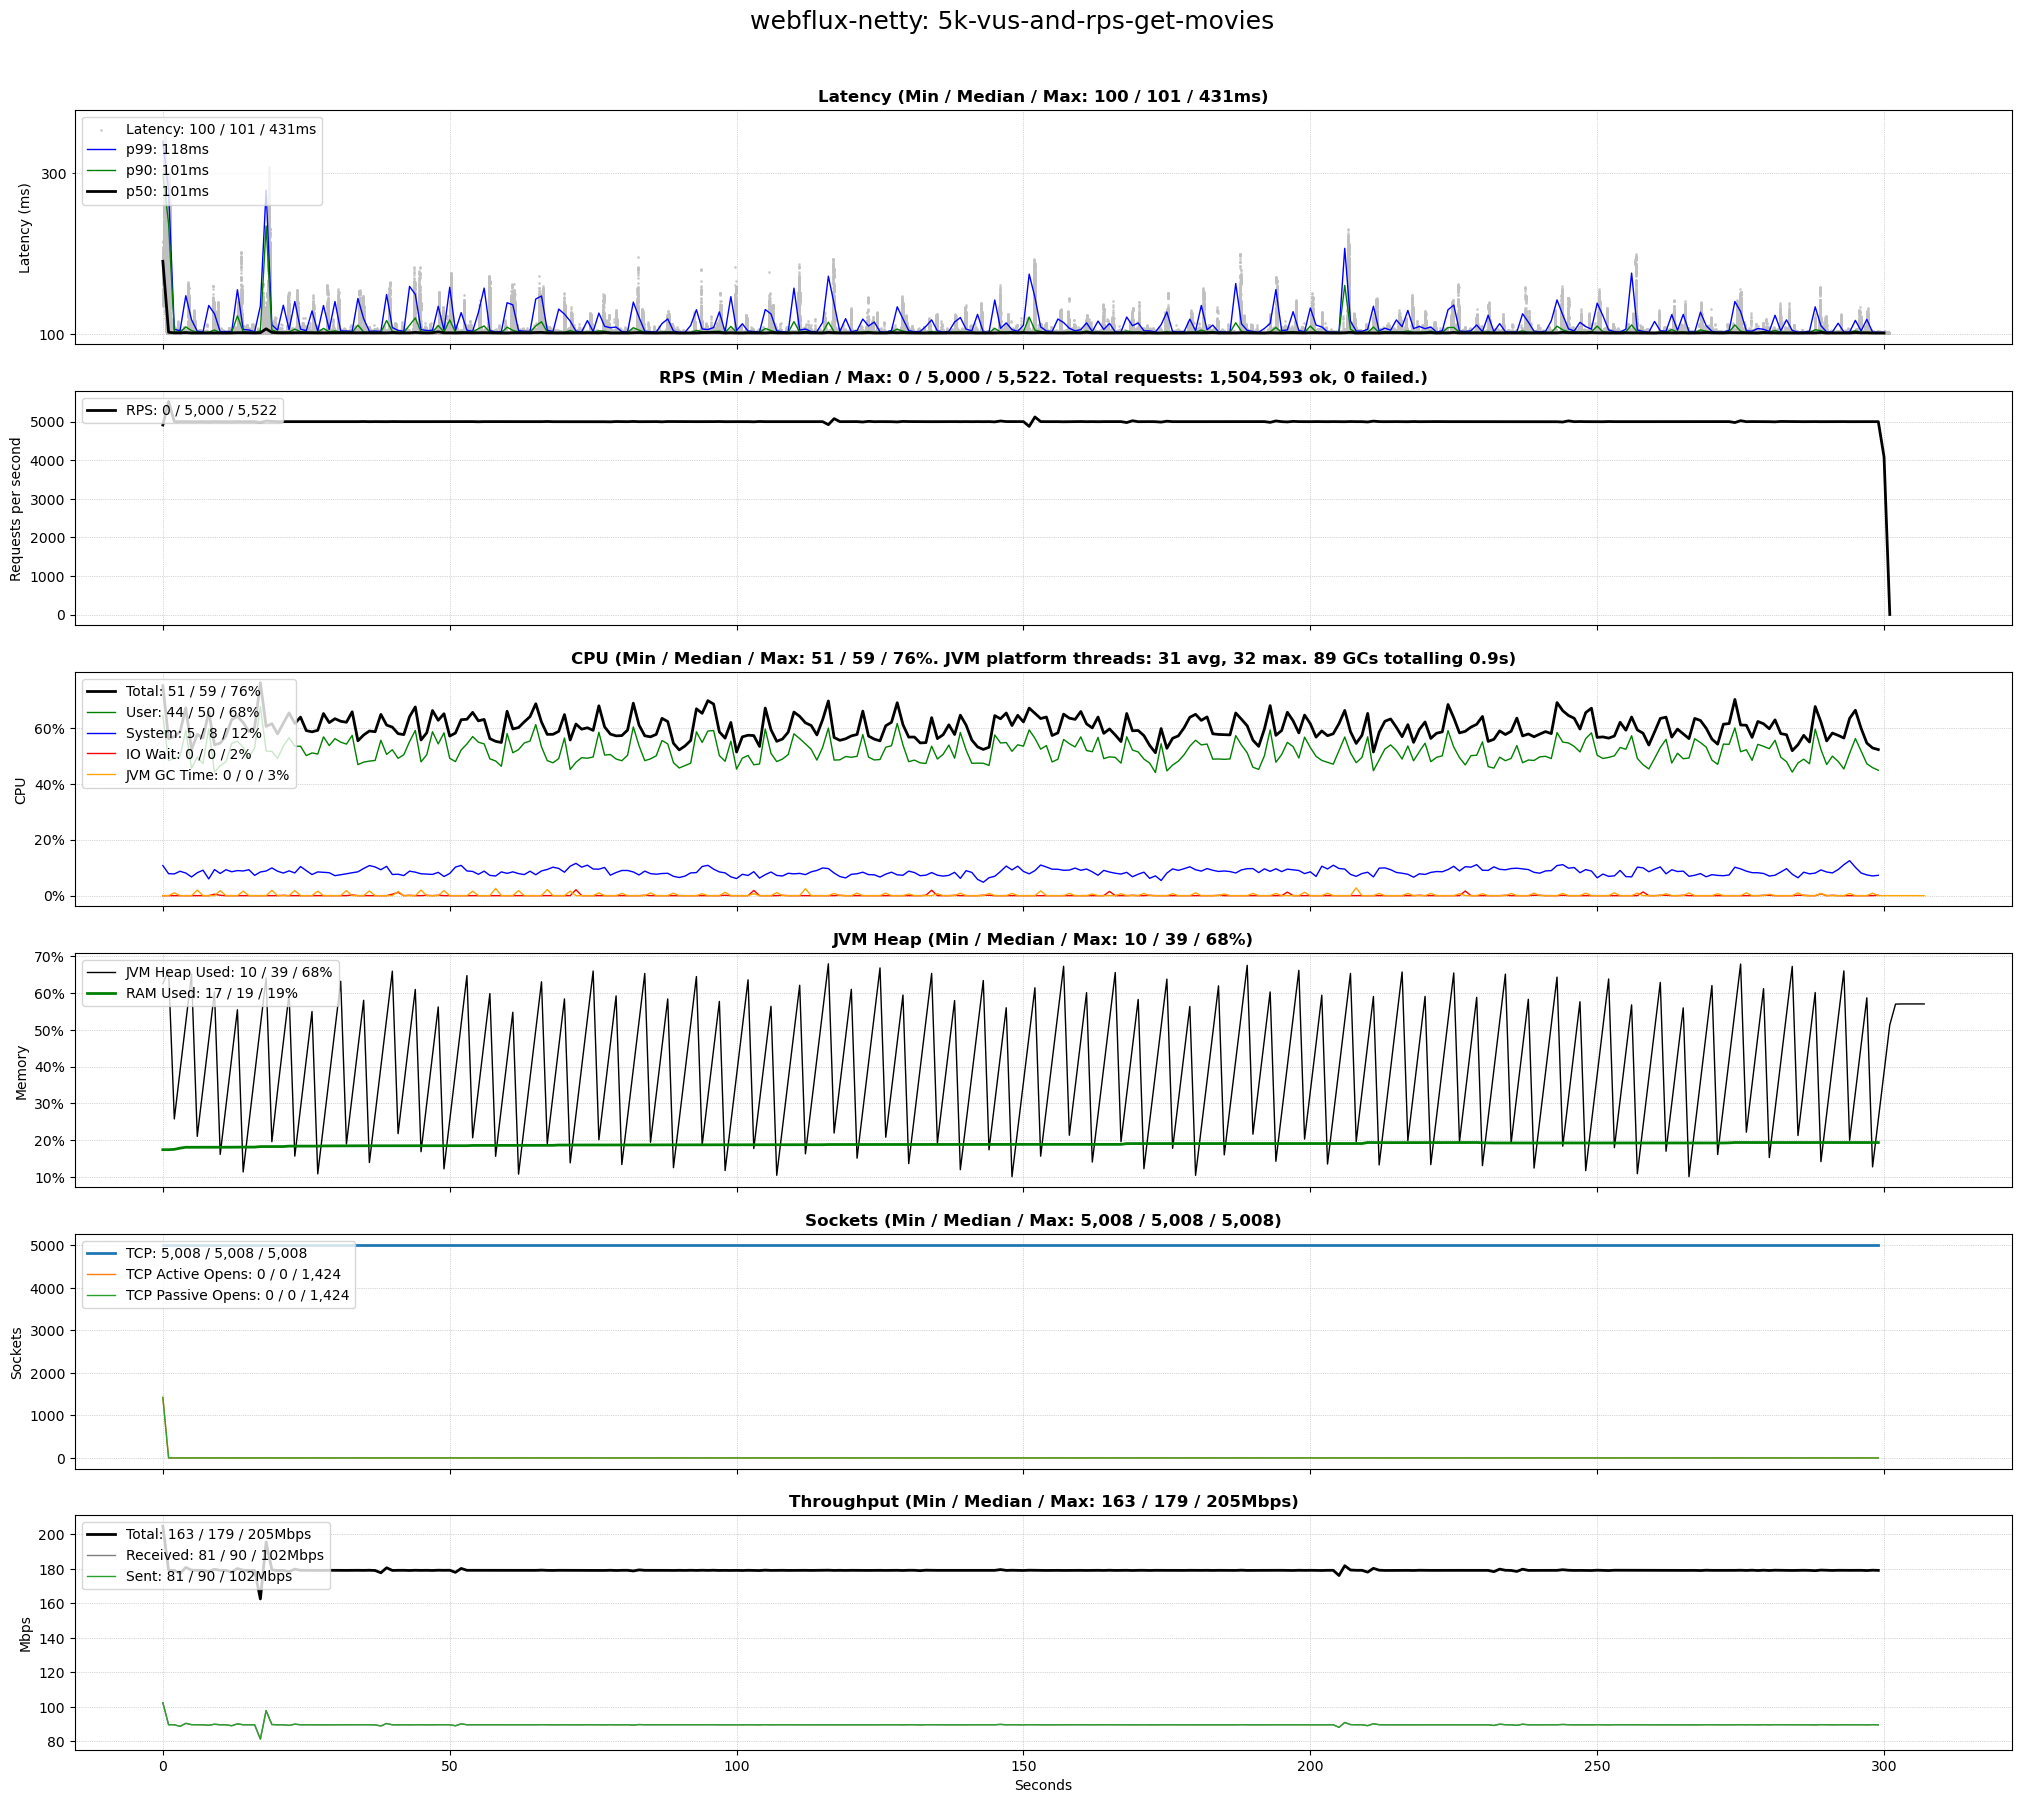 webflux-netty: 5k-vus-and-rps-get-movies
Latency (Min / Median / Max: 100 / 101 / 431ms)
Latency: 100 / 101 / 431ms
p99: 118ms
p90: 101ms
p50: 101ms
Latency (ms)
300
100
RPS (Min / Median / Max: 0 / 5,000 / 5,522. Total requests: 1,504,593 ok, 0 failed.)
RPS: 0 / 5,000 / 5,522
Requests per second
5000
4000
3000
2000
1000
0
CPU (Min / Median / Max: 51 / 59 / 76%. JVM platform threads: 31 avg, 32 max. 89 GCs totalling 0.9s)
Total: 51 / 59 / 76%
User: 44 / 50 / 68%
System: 5 / 8 / 12%
IO Wait: 0 / 0 / 2%
JVM GC Time: 0 / 0 / 3%
CPU
60%
40%
20%
0%
JVM Heap (Min / Median / Max: 10 / 39 / 68%)
JVM Heap Used: 10 / 39 / 68%
RAM Used: 17 / 19 / 19%
Memory
70%
60%
50%
40%
30%
20%
10%
Sockets (Min / Median / Max: 5,008 / 5,008 / 5,008)
TCP: 5,008 / 5,008 / 5,008
TCP Active Opens: 0 / 0 / 1,424
TCP Passive Opens: 0 / 0 / 1,424
Sockets
5000
4000
3000
2000
1000
0
Throughput (Min / Median / Max: 163 / 179 / 205Mbps)
Total: 163 / 179 / 205Mbps
Received: 81 / 90 / 102Mbps
Sent: 81 / 90 / 102Mbps
Mbps
200
180
160
140
120
100
80
0 50 100 150 200 250 300
Seconds